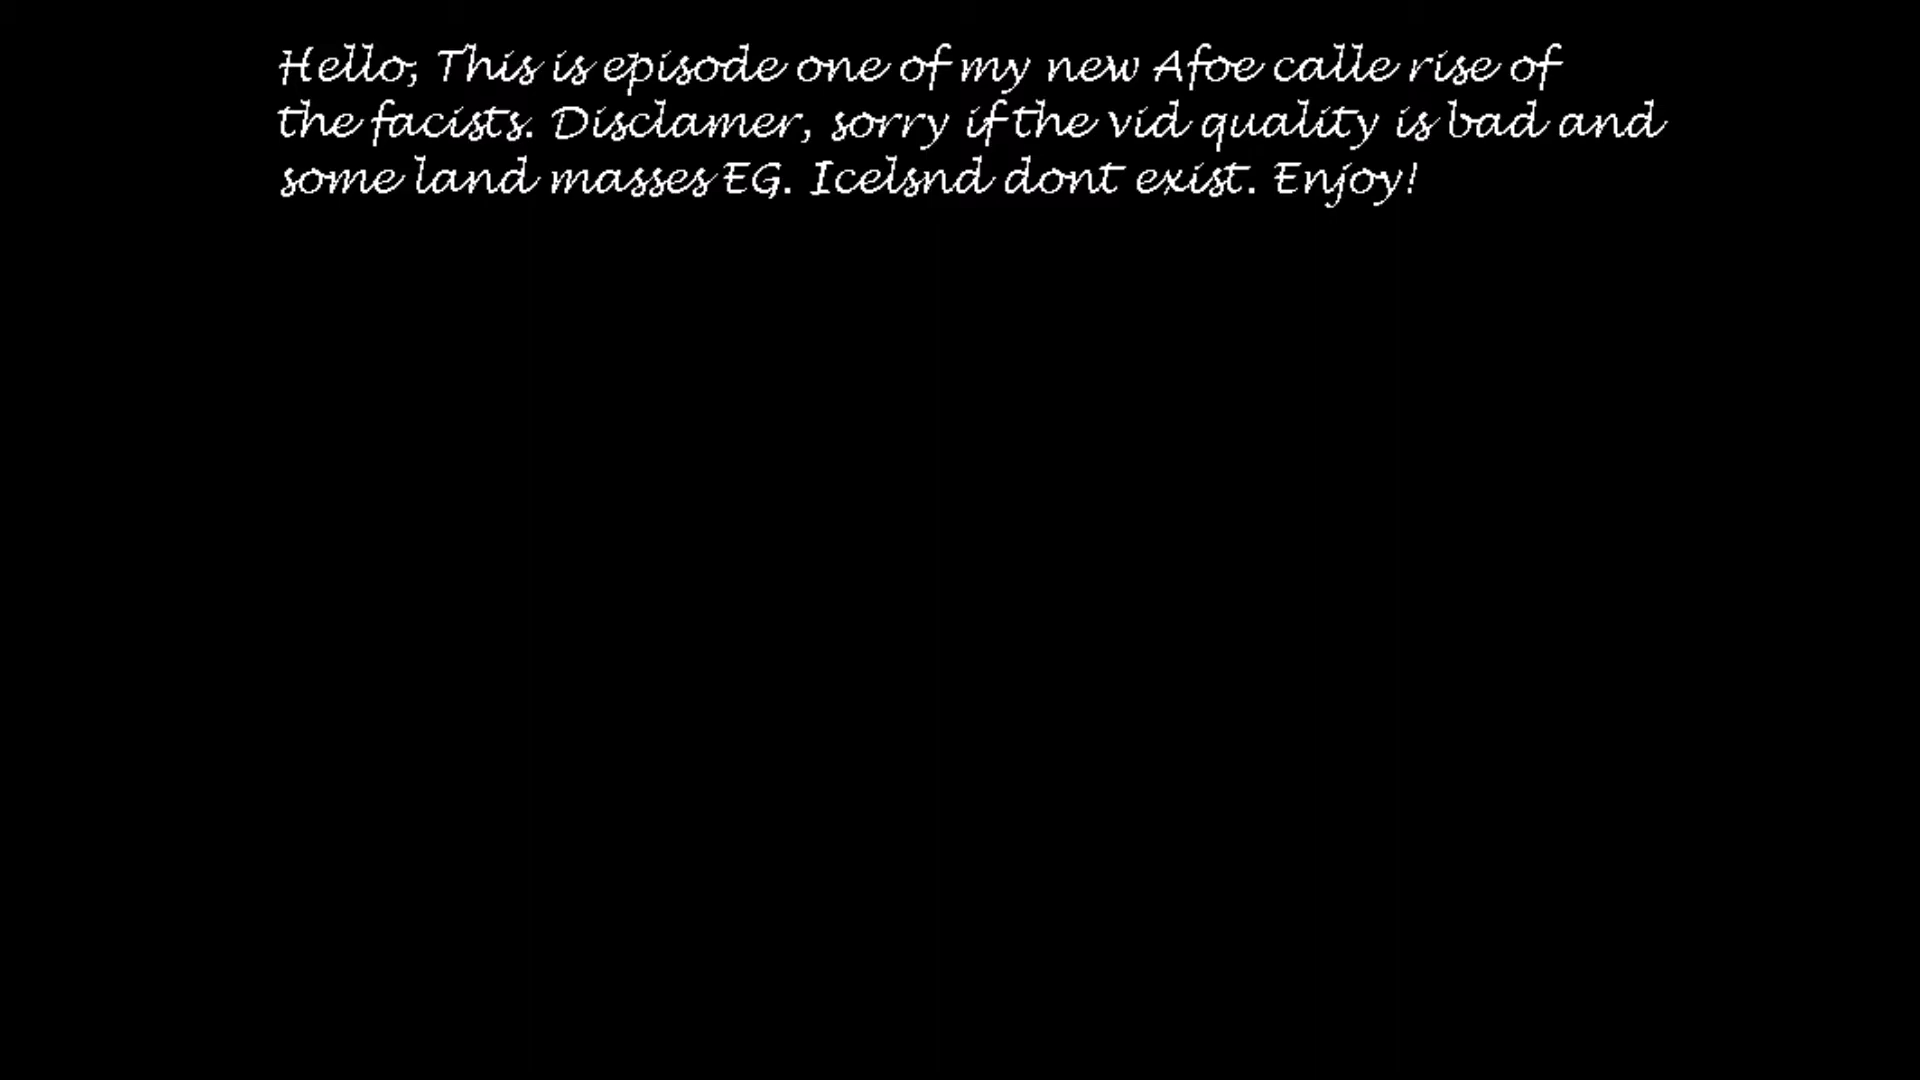 Hello, This is episode one of my new Afoe calle rise of
the facists. Disclamer, sorry if the vid quality is bad and
some land masses EG. Icelsnd dont exist. Enjoy!